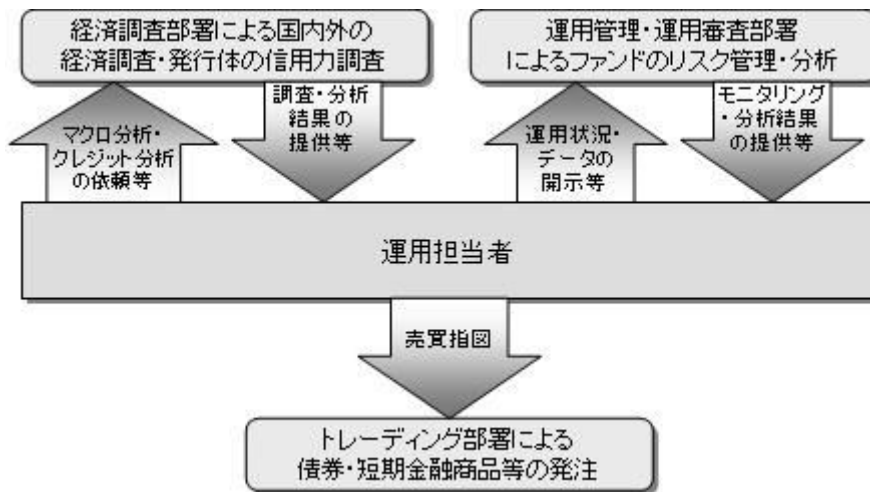 経済調査部署による国内外の
経済調査・発行体の信用力調査
運用管理・運用審査部署
によるファンドのリスク管理・分析
マクロ分析・
クレジット分析
の依頼等
調査・分析
結果の
提供等
運用状況・
データの
開示等
モニタリング
・分析結果
の提供等
運用担当者
売買指図
トレーディング部署による
債券・短期金融商品等の発注